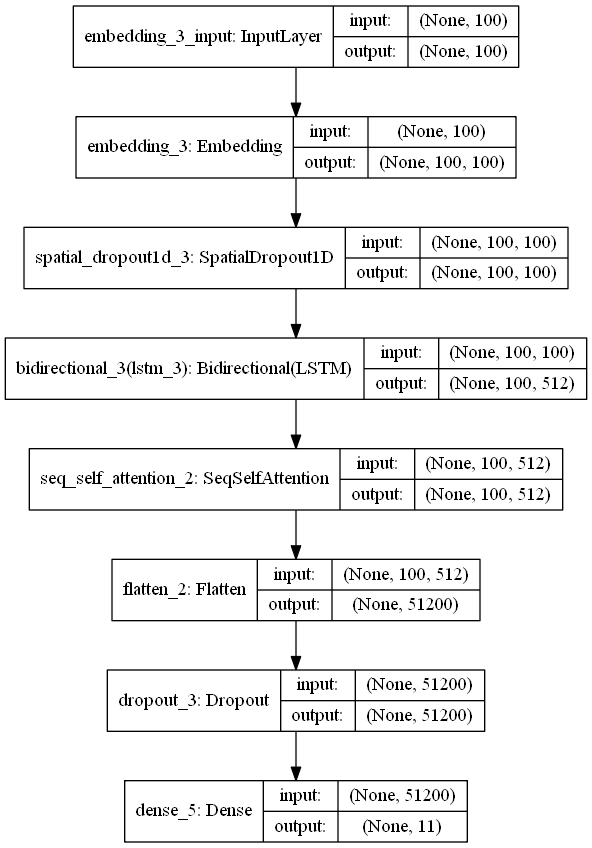 embedding_3_input: InputLayer
input: (None, 100)
output: (None, 100)
embedding_3: Embedding
input: (None, 100)
output: (None, 100, 100)
spatial_dropout1d_3: SpatialDropout1D
input: (None, 100, 100)
output: (None, 100, 100)
bidirectional_3(lstm_3): Bidirectional(LSTM)
input: (None, 100, 100)
output: (None, 100, 512)
seq_self_attention_2: SeqSelfAttention
input: (None, 100, 512)
output: (None, 100, 512)
flatten_2: Flatten
input: (None, 100, 512)
output: (None, 51200)
dropout_3: Dropout
input: (None, 51200)
output: (None, 51200)
dense_5: Dense
input: (None, 51200)
output: (None, 11)